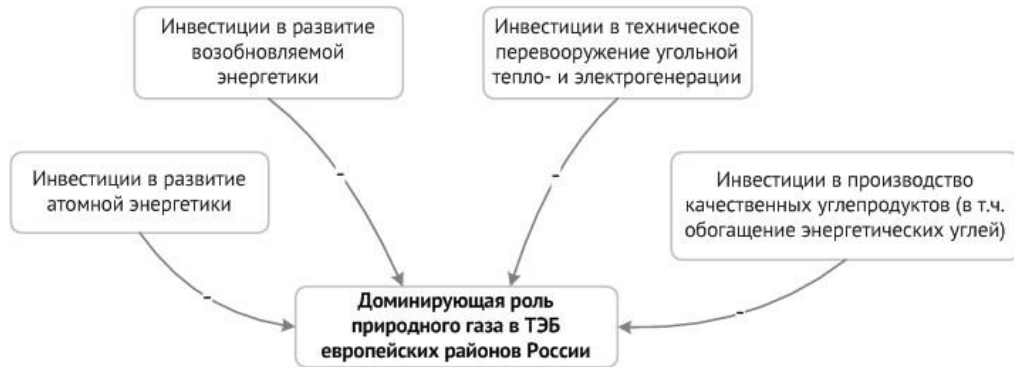 Инвестиции в развитие
возобновляемой
энергетики
Инвестиции в техническое
перевооружение угольной
тепло- и электрогенерации
Инвестиции в развитие
атомной энергетики
Инвестиции в производство
качественных углепродуктов (в т.ч.
обогащение энергетических углей)
-
-
-
-
Доминирующая роль
природного газа в ТЭБ
европейских районов России